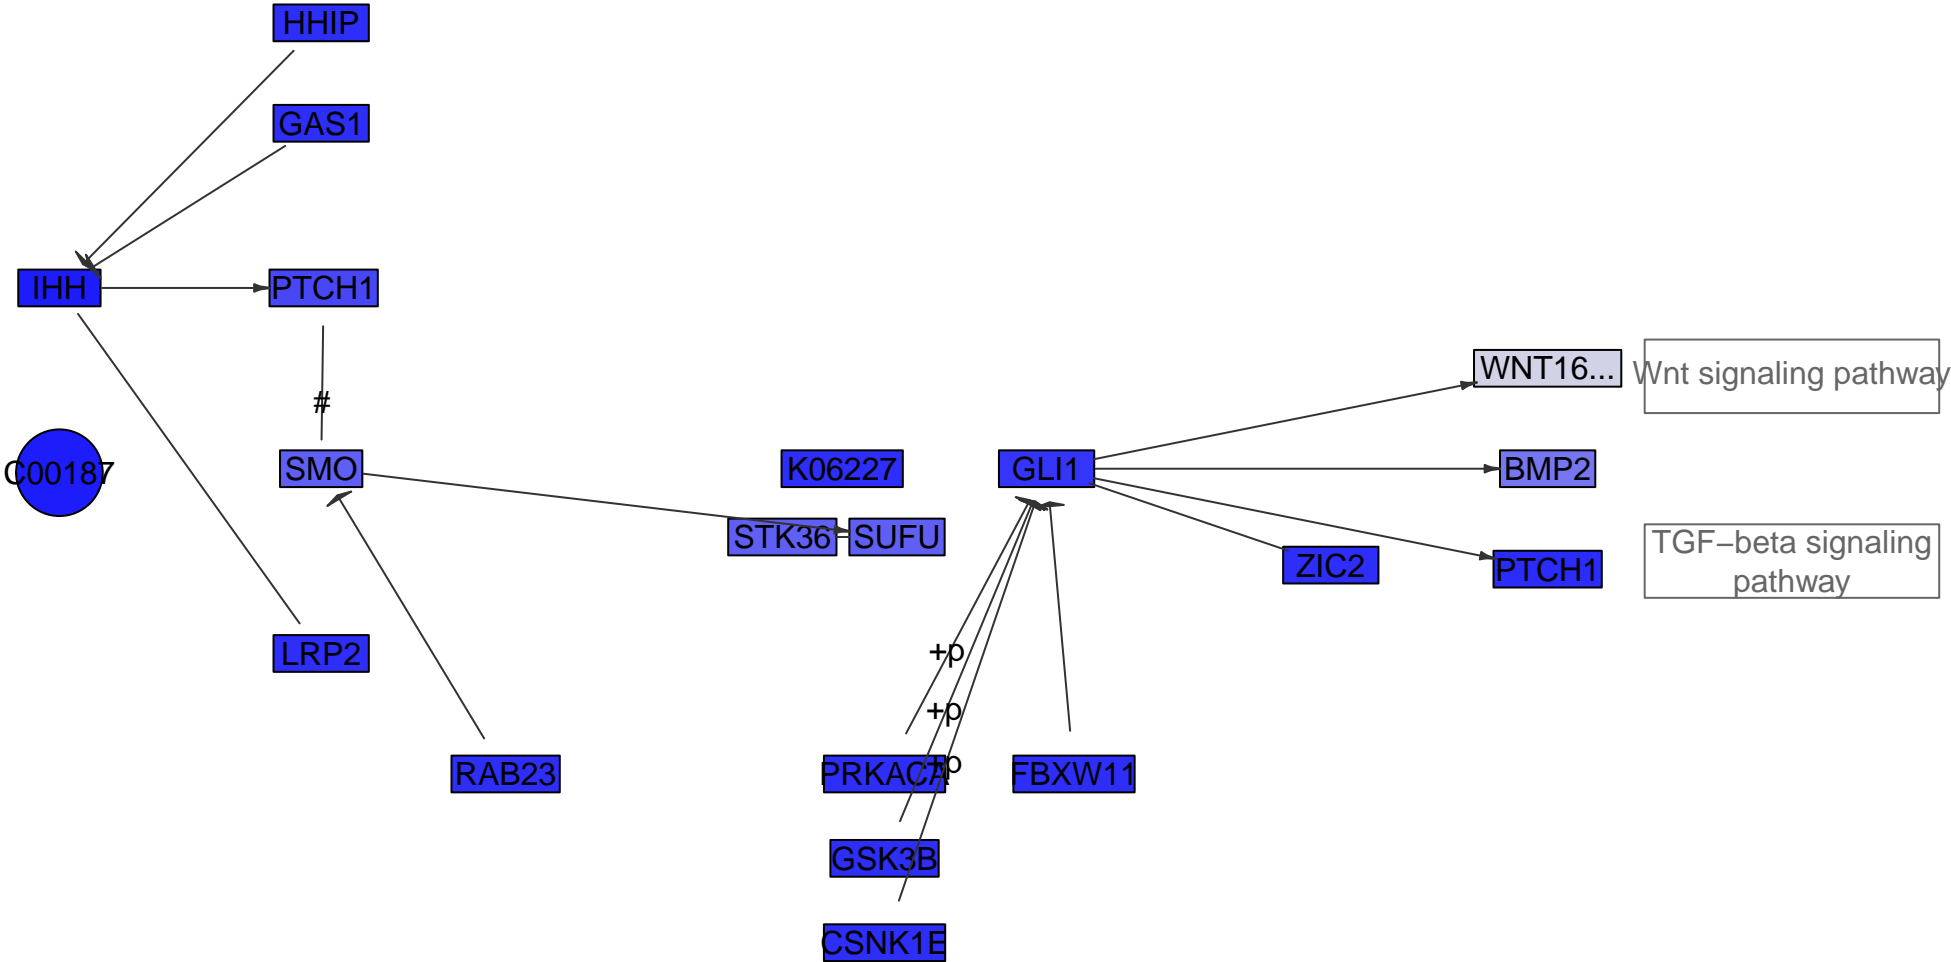 HHIP
GAS1
IHH
PTCH1
WNT16...
Wnt signaling pathway
#
C00187
SMO
K06227
GLI1
BMP2
STK36
SUFU
TGF−beta signaling
pathway
ZIC2
PTCH1
LRP2
+p
+p
+p
RAB23
PRKACA
FBXW11
GSK3B
CSNK1E